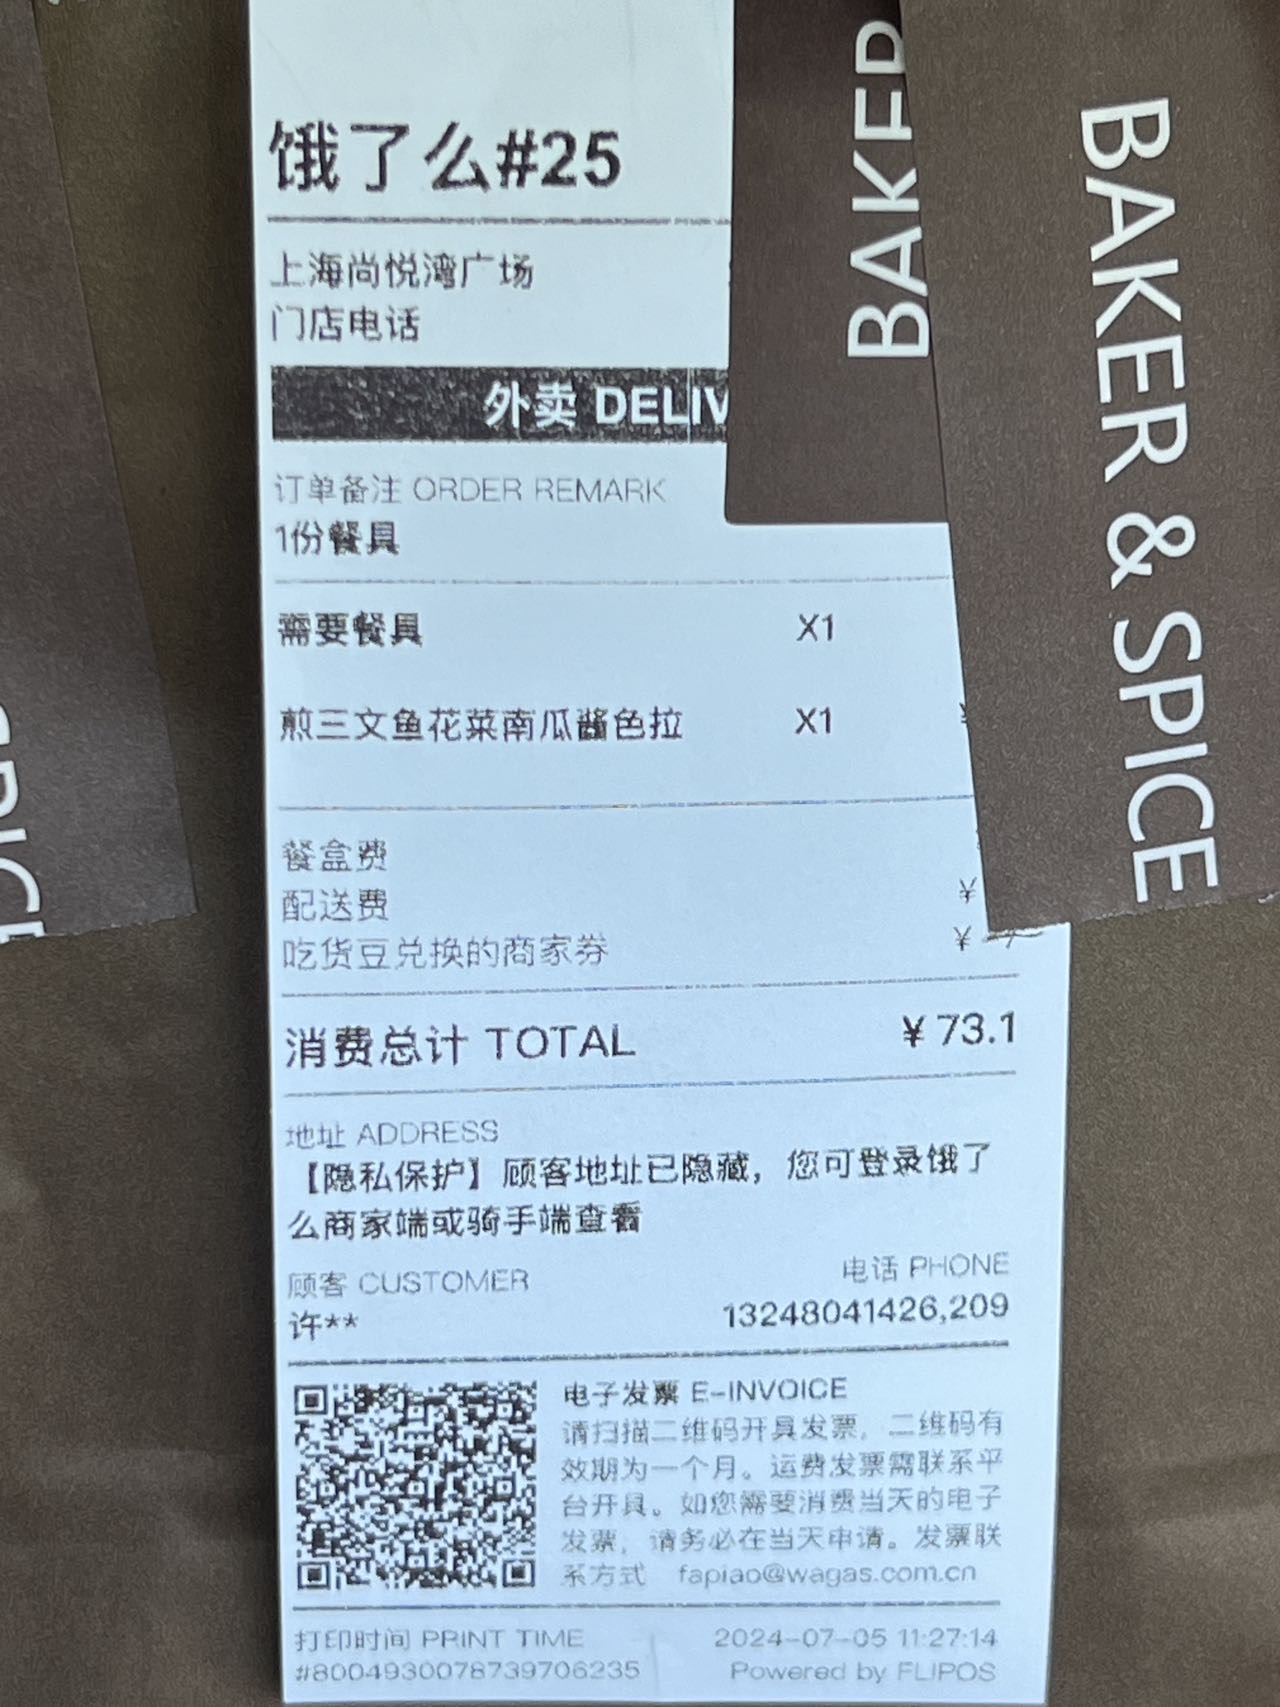 饿了么#25
上海尚悦湾广场
门店电话
外卖 DELIV
订单备注 ORDER REMARK
1份餐具
需要餐具 X1
煎三文鱼花菜南瓜酱色拉 X1
餐盒费
配送费 ¥
吃货豆兑换的商家券 ¥
消费总计 TOTAL ¥73.1
地址 ADDRESS
【隐私保护】顾客地址已隐藏，您可登录饿了
么商家端或骑手端查看
顾客 CUSTOMER 电话 PHONE
许** 13248041426,209
电子发票 E-INVOICE
请扫描二维码开具发票，二维码有
效期为一个月。运费发票需联系平
台开具。如您需要消费当天的电子
发票，请务必在当天申请。发票联
系方式 fapiao@wagas.com.cn
打印时间 PRINT TIME 2024-07-05 11:27:14
#8004930078739706235 Powered by FLIPOS
BAKER
BAKER & SPICE
SPICE